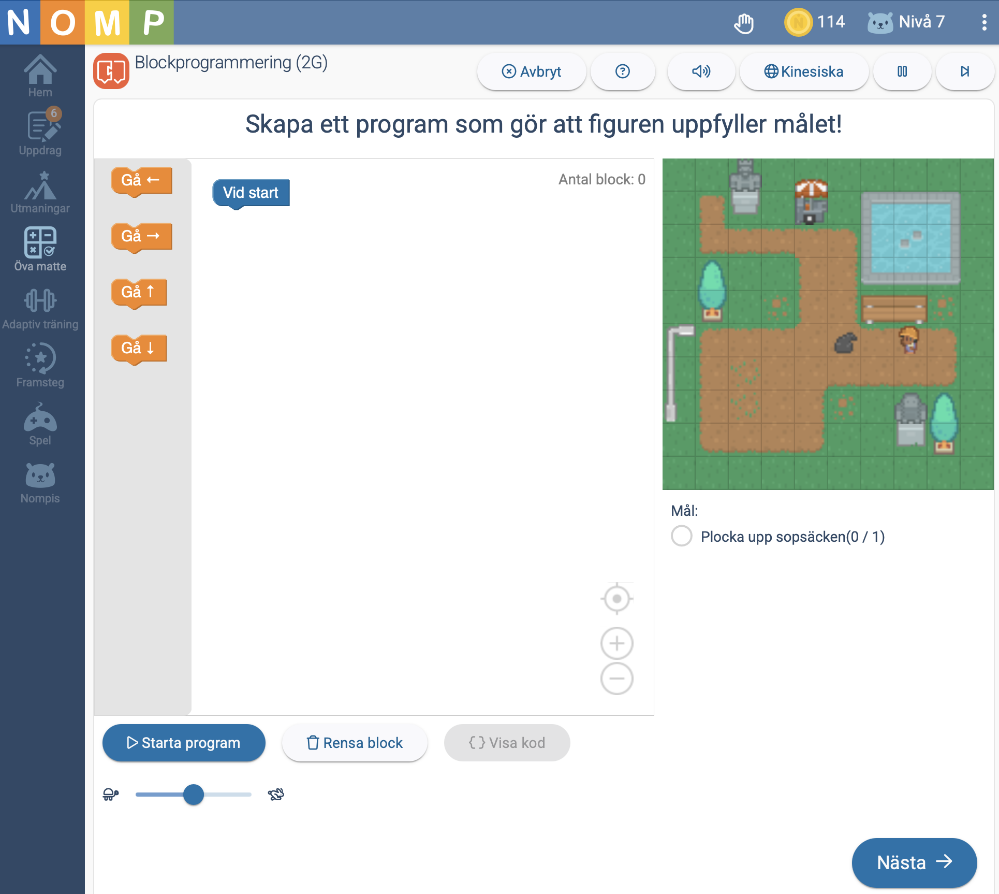 NOMP
114
Nivå 7
Hem
6
Uppdrag
Utmaningar
Öva matte
Adaptiv träning
Framsteg
Spel
Nompis
Blockprogrammering (2G)
Avbryt
Kinesiska
Skapa ett program som gör att figuren uppfyller målet!
Gå ←
Gå →
Gå ↑
Gå ↓
Vid start
Antal block: 0
Mål:
Plocka upp sopsäcken(0 / 1)
Starta program
Rensa block
{} Visa kod
Nästa →